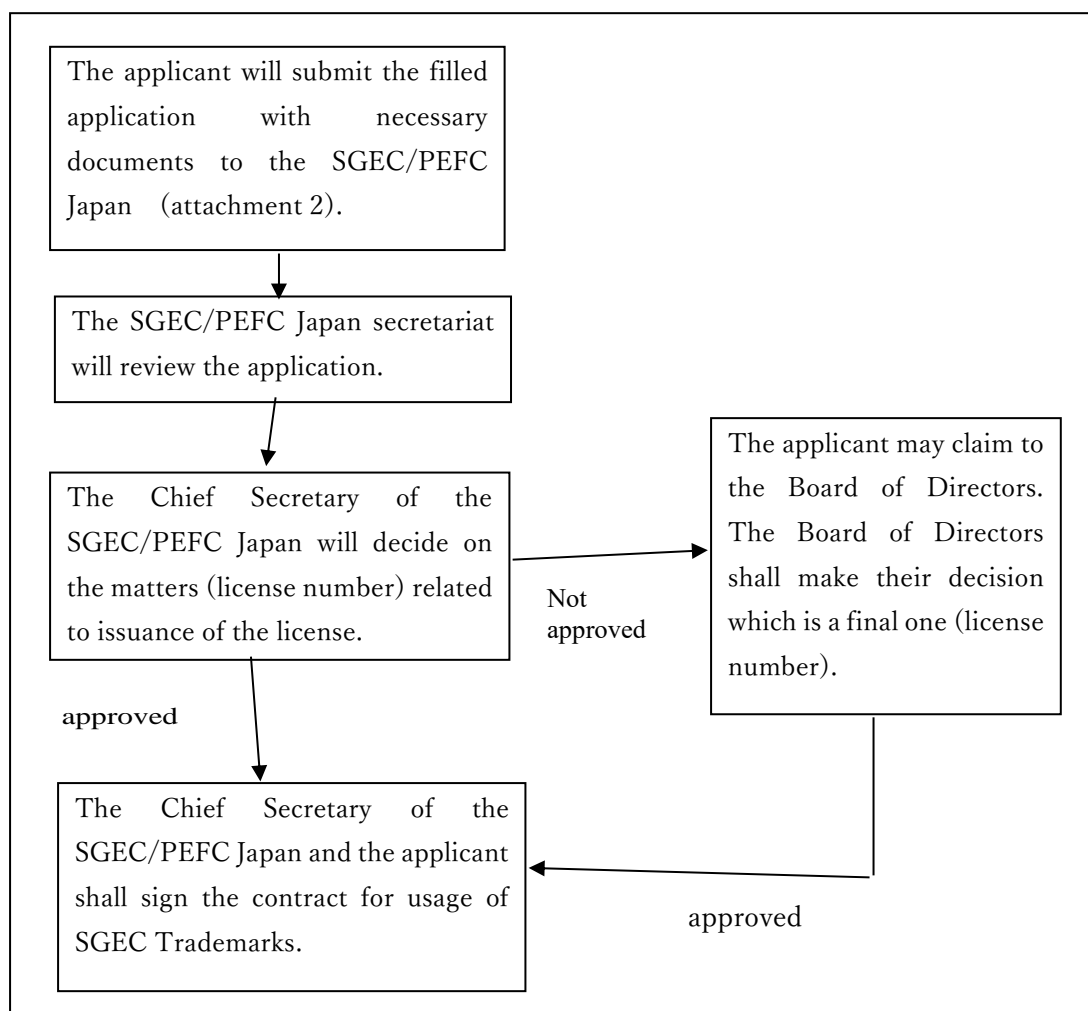 The applicant will submit the filled
application with necessary
documents to the SGEC/PEFC
Japan (attachment 2).
The SGEC/PEFC Japan secretariat
will review the application.
The Chief Secretary of the
SGEC/PEFC Japan will decide on
the matters (license number) related
to issuance of the license.
Not
approved
The applicant may claim to
the Board of Directors.
The Board of Directors
shall make their decision
which is a final one (license
number).
approved
The Chief Secretary of the
SGEC/PEFC Japan and the applicant
shall sign the contract for usage of
SGEC Trademarks.
approved